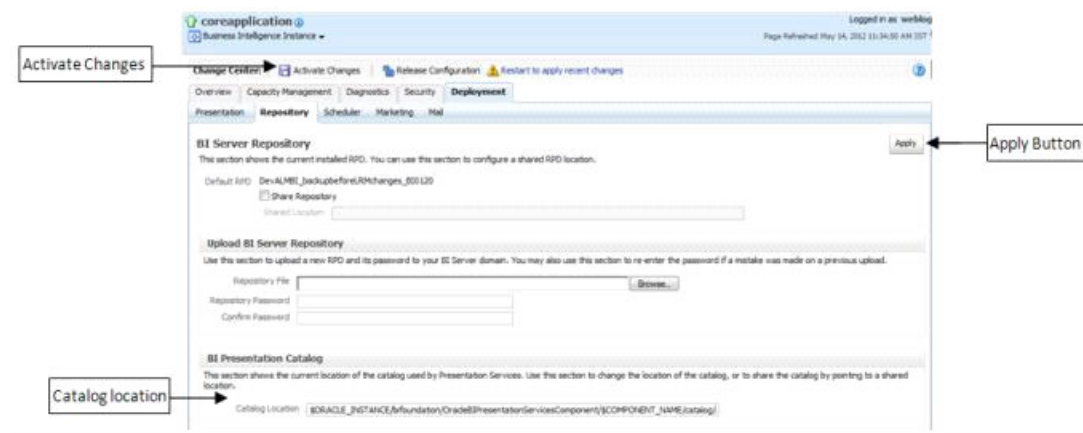 coreapplication
Logged in as weblog
Business Intelligence Instance
Page Refreshed May 14, 2012 11:34:50 AM IST
Activate Changes
Change Center: Activate Changes Release Configuration Restart to apply recent changes
Overview Capacity Management Diagnostics Security Deployment
Presentation Repository Scheduler Marketing Mail
BI Server Repository
Apply
Apply Button
This section shows the current installed RPD. You can use this section to configure a shared RPD location.
Default RPD DevALMBI_backupbeforeLRMchanges_BI0120
Share Repository
Shared Location
Upload BI Server Repository
Use this section to upload a new RPD and its password to your BI Server domain. You may also use this section to re-enter the password if a mistake was made on a previous upload.
Repository File Browse...
Repository Password
Confirm Password
BI Presentation Catalog
This section shows the current location of the catalog used by Presentation Services. Use this section to change the location of the catalog, or to share the catalog by pointing to a shared
location.
Catalog location
Catalog Location $ORACLE_INSTANCE/bifoundation/OracleBIPresentationServicesComponent/$COMPONENT_NAME/catalog/